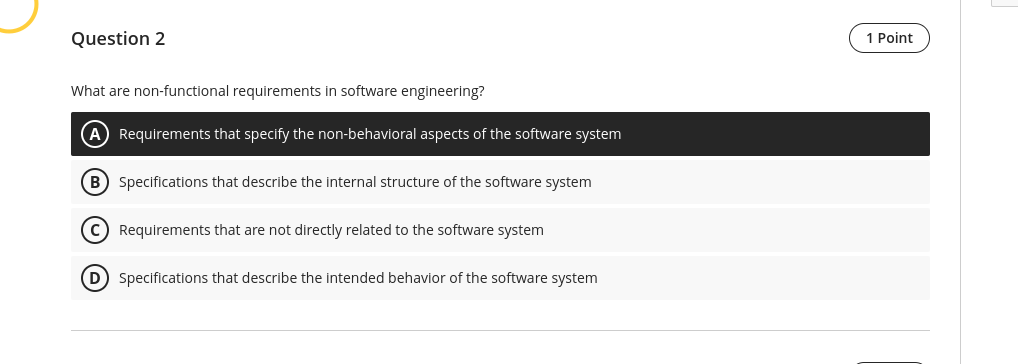 Question 2
1 Point
What are non-functional requirements in software engineering?
A Requirements that specify the non-behavioral aspects of the software system
B Specifications that describe the internal structure of the software system
C Requirements that are not directly related to the software system
D Specifications that describe the intended behavior of the software system